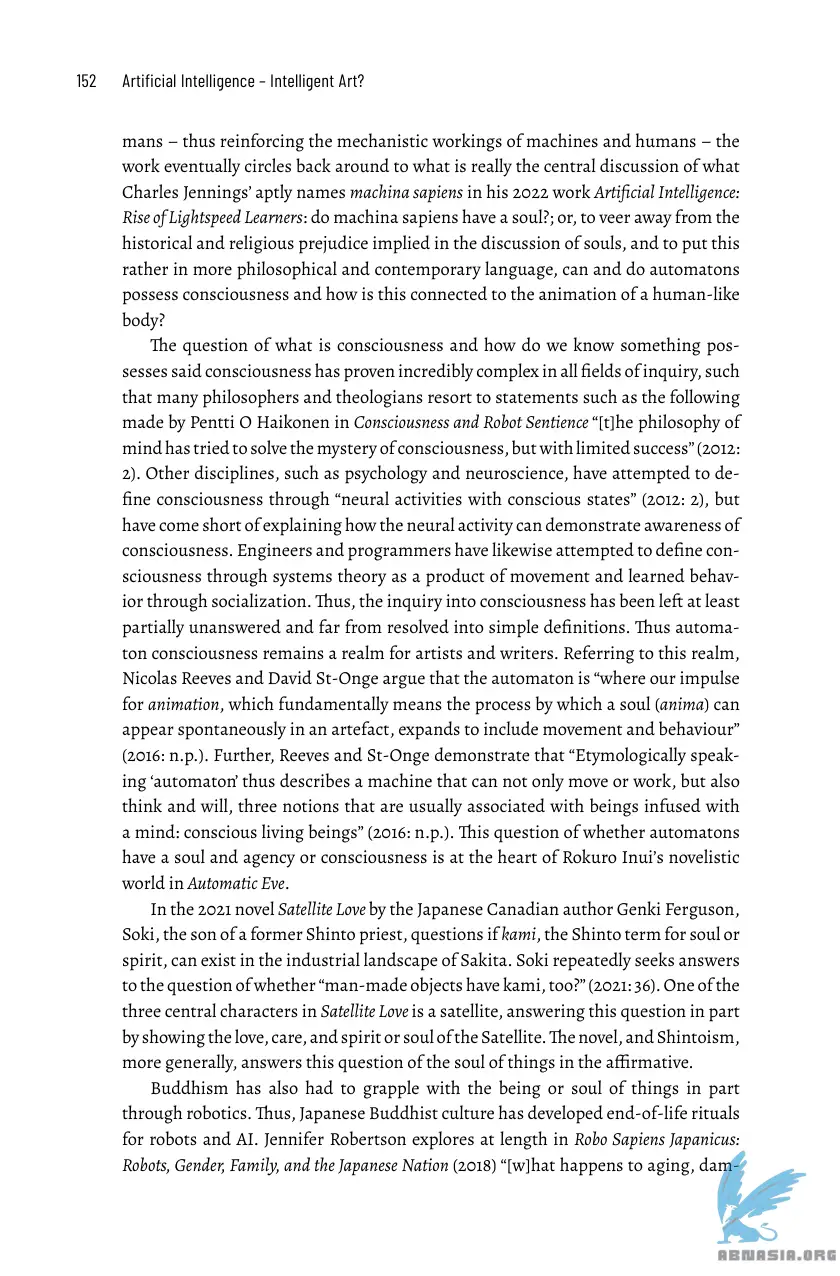 152 Artificial Intelligence – Intelligent Art?
mans – thus reinforcing the mechanistic workings of machines and humans – the
work eventually circles back around to what is really the central discussion of what
Charles Jennings’ aptly names machina sapiens in his 2022 work Artificial Intelligence:
Rise of Lightspeed Learners: do machina sapiens have a soul?; or, to veer away from the
historical and religious prejudice implied in the discussion of souls, and to put this
rather in more philosophical and contemporary language, can and do automatons
possess consciousness and how is this connected to the animation of a human-like
body?
The question of what is consciousness and how do we know something pos-
sesses said consciousness has proven incredibly complex in all fields of inquiry, such
that many philosophers and theologians resort to statements such as the following
made by Pentti O Haikonen in Consciousness and Robot Sentience “[t]he philosophy of
mind has tried to solve the mystery of consciousness, but with limited success” (2012:
2). Other disciplines, such as psychology and neuroscience, have attempted to de-
fine consciousness through “neural activities with conscious states” (2012: 2), but
have come short of explaining how the neural activity can demonstrate awareness of
consciousness. Engineers and programmers have likewise attempted to define con-
sciousness through systems theory as a product of movement and learned behav-
ior through socialization. Thus, the inquiry into consciousness has been left at least
partially unanswered and far from resolved into simple definitions. Thus automa-
ton consciousness remains a realm for artists and writers. Referring to this realm,
Nicolas Reeves and David St-Onge argue that the automaton is “where our impulse
for animation, which fundamentally means the process by which a soul (anima) can
appear spontaneously in an artefact, expands to include movement and behaviour”
(2016: n.p.). Further, Reeves and St-Onge demonstrate that “Etymologically speak-
ing ‘automaton’ thus describes a machine that can not only move or work, but also
think and will, three notions that are usually associated with beings infused with
a mind: conscious living beings” (2016: n.p.). This question of whether automatons
have a soul and agency or consciousness is at the heart of Rokuro Inui’s novelistic
world in Automatic Eve.
In the 2021 novel Satellite Love by the Japanese Canadian author Genki Ferguson,
Soki, the son of a former Shinto priest, questions if kami, the Shinto term for soul or
spirit, can exist in the industrial landscape of Sakita. Soki repeatedly seeks answers
to the question of whether “man-made objects have kami, too?” (2021: 36). One of the
three central characters in Satellite Love is a satellite, answering this question in part
by showing the love, care, and spirit or soul of the Satellite. The novel, and Shintoism,
more generally, answers this question of the soul of things in the affirmative.
Buddhism has also had to grapple with the being or soul of things in part
through robotics. Thus, Japanese Buddhist culture has developed end-of-life rituals
for robots and AI. Jennifer Robertson explores at length in Robo Sapiens Japanicus:
Robots, Gender, Family, and the Japanese Nation (2018) “[w]hat happens to aging, dam-
ABNASIA.ORG